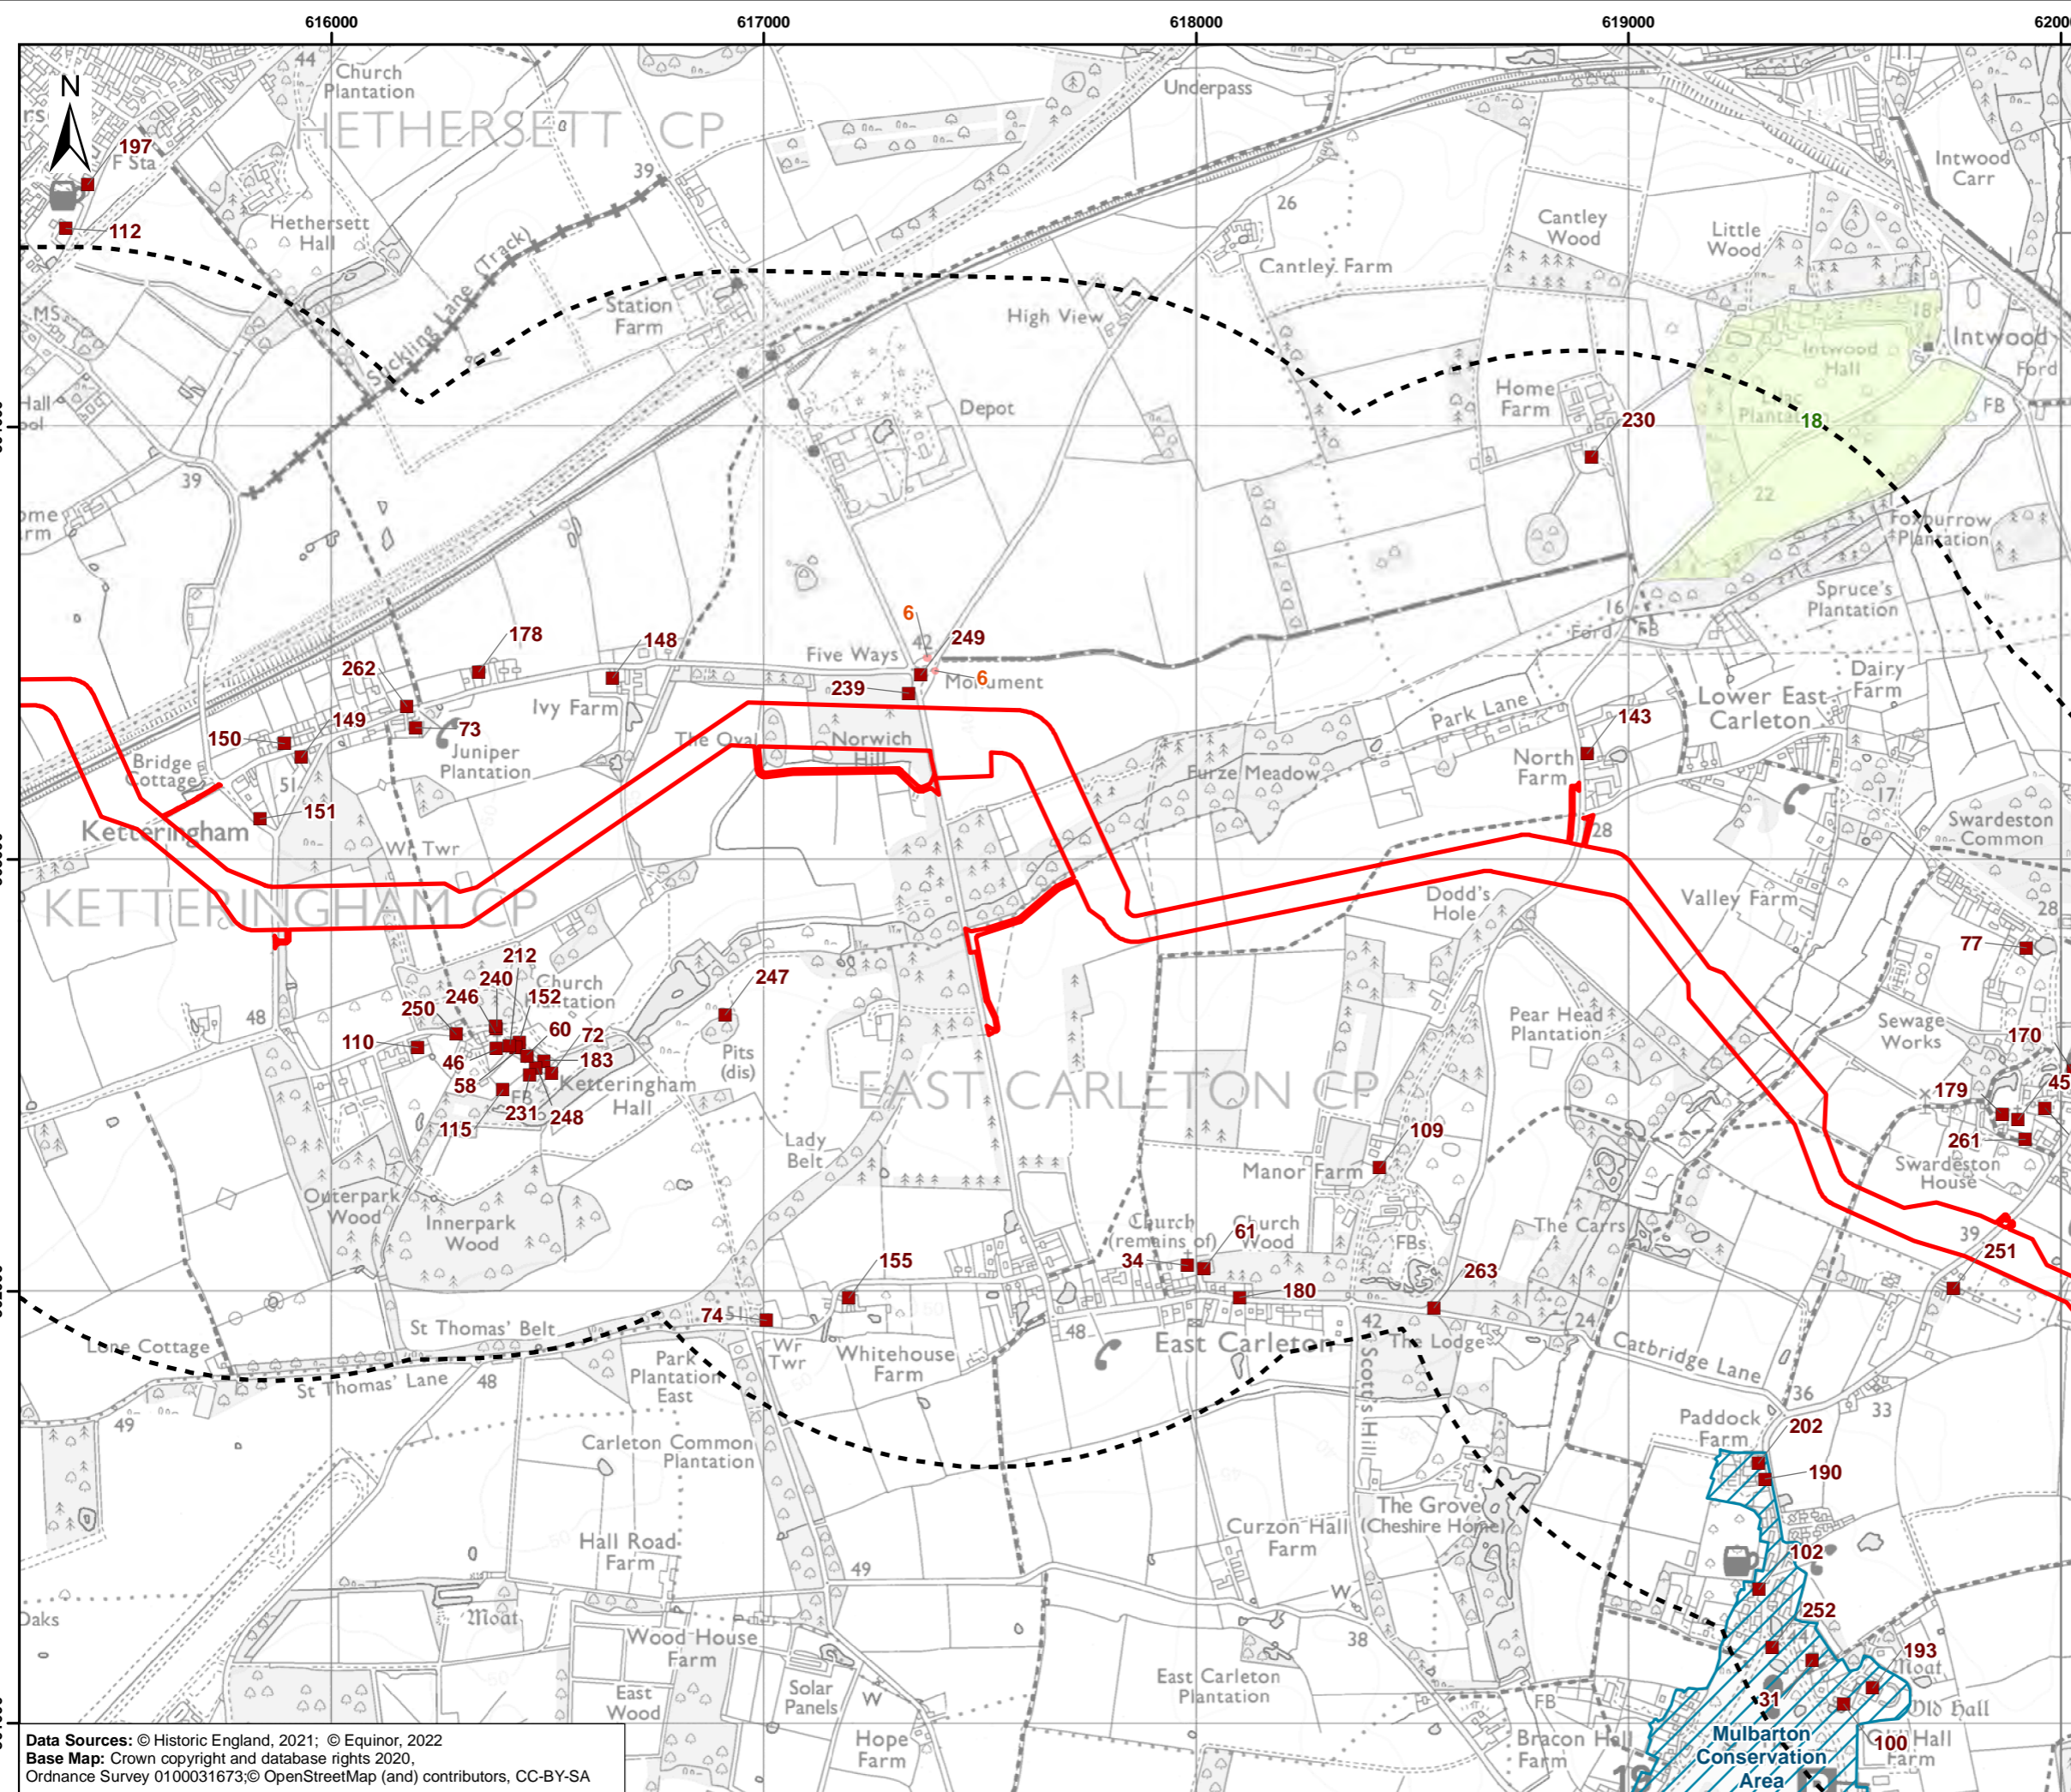 616000
617000
618000
619000
N
44
Church
Plantation
HETHERSETT CP
Underpass
197
F Sta
39
Intwood
Carr
112
Hethersett
Hall
26
Cantley
Wood
Little
Wood
Cantley Farm
MS
Suckling Lane (Track)
Station
Farm
High View
18
Intwood
Intwood
Hall
Home
Farm
Ford
Depot
230
18
FB
39
22
Foxburrow
Plantation
Spruce's
Plantation
6
16
178
148
Five Ways
42
249
Ford
FB
262
239
6
Monument
Dairy
Farm
Ivy Farm
Lower East
Carleton
149
Park Lane
143
150
73
The Oval
Norwich
Hill
Juniper
Plantation
North
Farm
Bridge
Cottage
51
Furze Meadow
17
151
Ketteringham
28
Swardeston
Common
Wr Twr
KETTERINGHAM CP
Dodd's
Hole
Valley Farm
28
77
212
240
246
152
Church
Plantation
247
250
48
60
72
Pear Head
Plantation
Sewage
Works
170
110
46
183
Pits
(dis)
58
Ketteringham
Hall
FB
231
248
115
EAST CARLETON CP
179
45
109
261
Lady
Belt
Manor Farm
Swardeston
House
Outerpark
Wood
Innerpark
Wood
Church
(remains of)
Church
Wood
The Carrs
61
FBs
39
34
251
155
263
180
74
51
St Thomas' Belt
48
East Carleton
42
The Lodge
24
Lone Cottage
Wr
Twr
Whitehouse
Farm
Catbridge Lane
St Thomas' Lane
48
Park
Plantation
East
Scotts Hill
36
33
49
Paddock
Farm
202
Carleton Common
Plantation
190
The Grove
(Cheshire Home)
Curzon Hall
Farm
Hall Road
Farm
49
102
W
Moat
Daks
252
38
44
Wood House
Farm
193
Moat
East Carleton
Plantation
Solar
Panels
W
East
Wood
FB
31
Old Hall
Bracon Hall
Farm
Hope
Farm
Mulbarton
Conservation
Area
100
Hall
Farm
Data Sources: © Historic England, 2021; © Equinor, 2022
Base Map: Crown copyright and database rights 2020,
Ordnance Survey 0100031673;© OpenStreetMap (and) contributors, CC-BY-SA